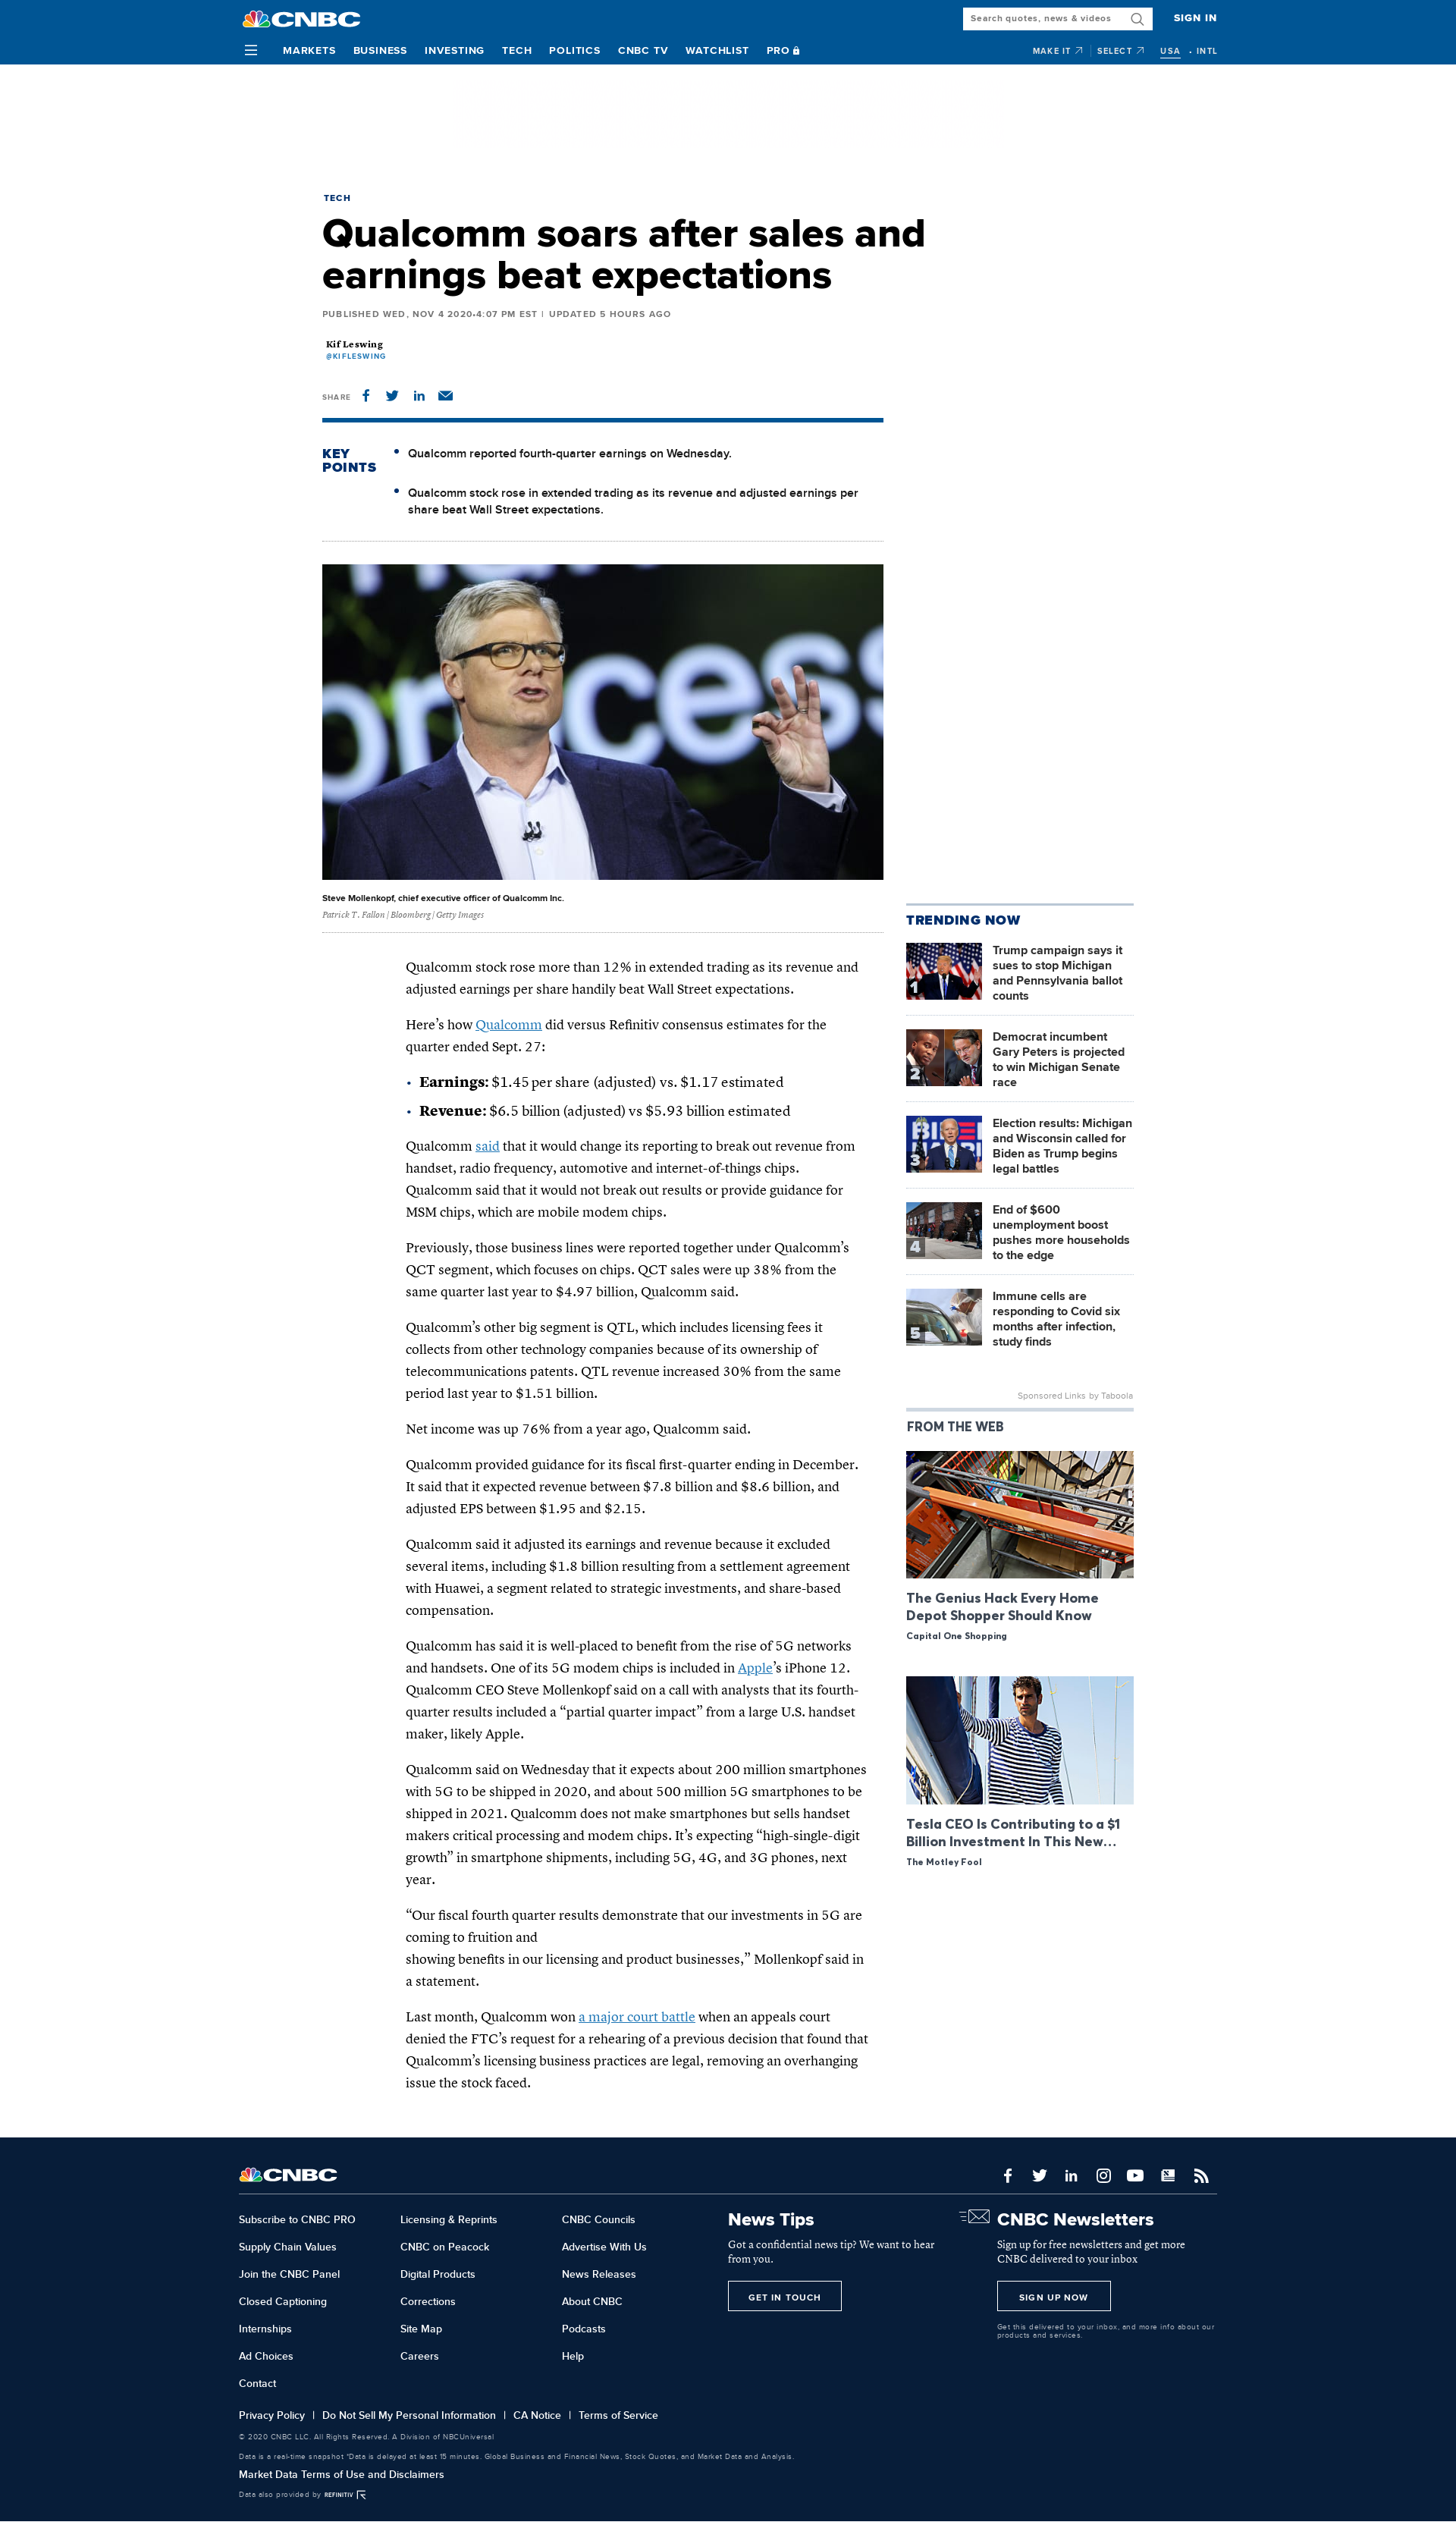 CNBC
Search quotes, news & videos
SIGN IN
MARKETS BUSINESS INVESTING TECH POLITICS CNBC TV WATCHLIST PRO
MAKE IT SELECT USA • INTL
TECH
Qualcomm soars after sales and
earnings beat expectations
PUBLISHED WED, NOV 4 2020•4:07 PM EST | UPDATED 5 HOURS AGO
Kif Leswing
@KIFLESWING
SHARE
KEY
POINTS
Qualcomm reported fourth-quarter earnings on Wednesday.
Qualcomm stock rose in extended trading as its revenue and adjusted earnings per
share beat Wall Street expectations.
process
Steve Mollenkopf, chief executive officer of Qualcomm Inc.
Patrick T. Fallon | Bloomberg | Getty Images
Qualcomm stock rose more than 12% in extended trading as its revenue and
adjusted earnings per share handily beat Wall Street expectations.
Here’s how Qualcomm did versus Refinitiv consensus estimates for the
quarter ended Sept. 27:
Earnings: $1.45 per share (adjusted) vs. $1.17 estimated
Revenue: $6.5 billion (adjusted) vs $5.93 billion estimated
Qualcomm said that it would change its reporting to break out revenue from
handset, radio frequency, automotive and internet-of-things chips.
Qualcomm said that it would not break out results or provide guidance for
MSM chips, which are mobile modem chips.
Previously, those business lines were reported together under Qualcomm’s
QCT segment, which focuses on chips. QCT sales were up 38% from the
same quarter last year to $4.97 billion, Qualcomm said.
Qualcomm’s other big segment is QTL, which includes licensing fees it
collects from other technology companies because of its ownership of
telecommunications patents. QTL revenue increased 30% from the same
period last year to $1.51 billion.
Net income was up 76% from a year ago, Qualcomm said.
Qualcomm provided guidance for its fiscal first-quarter ending in December.
It said that it expected revenue between $7.8 billion and $8.6 billion, and
adjusted EPS between $1.95 and $2.15.
Qualcomm said it adjusted its earnings and revenue because it excluded
several items, including $1.8 billion resulting from a settlement agreement
with Huawei, a segment related to strategic investments, and share-based
compensation.
Qualcomm has said it is well-placed to benefit from the rise of 5G networks
and handsets. One of its 5G modem chips is included in Apple’s iPhone 12.
Qualcomm CEO Steve Mollenkopf said on a call with analysts that its fourth-
quarter results included a “partial quarter impact” from a large U.S. handset
maker, likely Apple.
Qualcomm said on Wednesday that it expects about 200 million smartphones
with 5G to be shipped in 2020, and about 500 million 5G smartphones to be
shipped in 2021. Qualcomm does not make smartphones but sells handset
makers critical processing and modem chips. It’s expecting “high-single-digit
growth” in smartphone shipments, including 5G, 4G, and 3G phones, next
year.
“Our fiscal fourth quarter results demonstrate that our investments in 5G are
coming to fruition and
showing benefits in our licensing and product businesses,” Mollenkopf said in
a statement.
Last month, Qualcomm won a major court battle when an appeals court
denied the FTC’s request for a rehearing of a previous decision that found that
Qualcomm’s licensing business practices are legal, removing an overhanging
issue the stock faced.
TRENDING NOW
1
Trump campaign says it
sues to stop Michigan
and Pennsylvania ballot
counts
2
Democrat incumbent
Gary Peters is projected
to win Michigan Senate
race
3
Election results: Michigan
and Wisconsin called for
Biden as Trump begins
legal battles
4
End of $600
unemployment boost
pushes more households
to the edge
5
Immune cells are
responding to Covid six
months after infection,
study finds
Sponsored Links by Taboola
FROM THE WEB
The Genius Hack Every Home
Depot Shopper Should Know
Capital One Shopping
Tesla CEO Is Contributing to a $1
Billion Investment In This New…
The Motley Fool
CNBC
Subscribe to CNBC PRO
Supply Chain Values
Join the CNBC Panel
Closed Captioning
Internships
Ad Choices
Contact
Licensing & Reprints
CNBC on Peacock
Digital Products
Corrections
Site Map
Careers
CNBC Councils
Advertise With Us
News Releases
About CNBC
Podcasts
Help
News Tips
Got a confidential news tip? We want to hear
from you.
GET IN TOUCH
CNBC Newsletters
Sign up for free newsletters and get more
CNBC delivered to your inbox
SIGN UP NOW
Get this delivered to your inbox, and more info about our
products and services.
Privacy Policy | Do Not Sell My Personal Information | CA Notice | Terms of Service
© 2020 CNBC LLC. All Rights Reserved. A Division of NBCUniversal
Data is a real-time snapshot *Data is delayed at least 15 minutes. Global Business and Financial News, Stock Quotes, and Market Data and Analysis.
Market Data Terms of Use and Disclaimers
Data also provided by REFINITIV